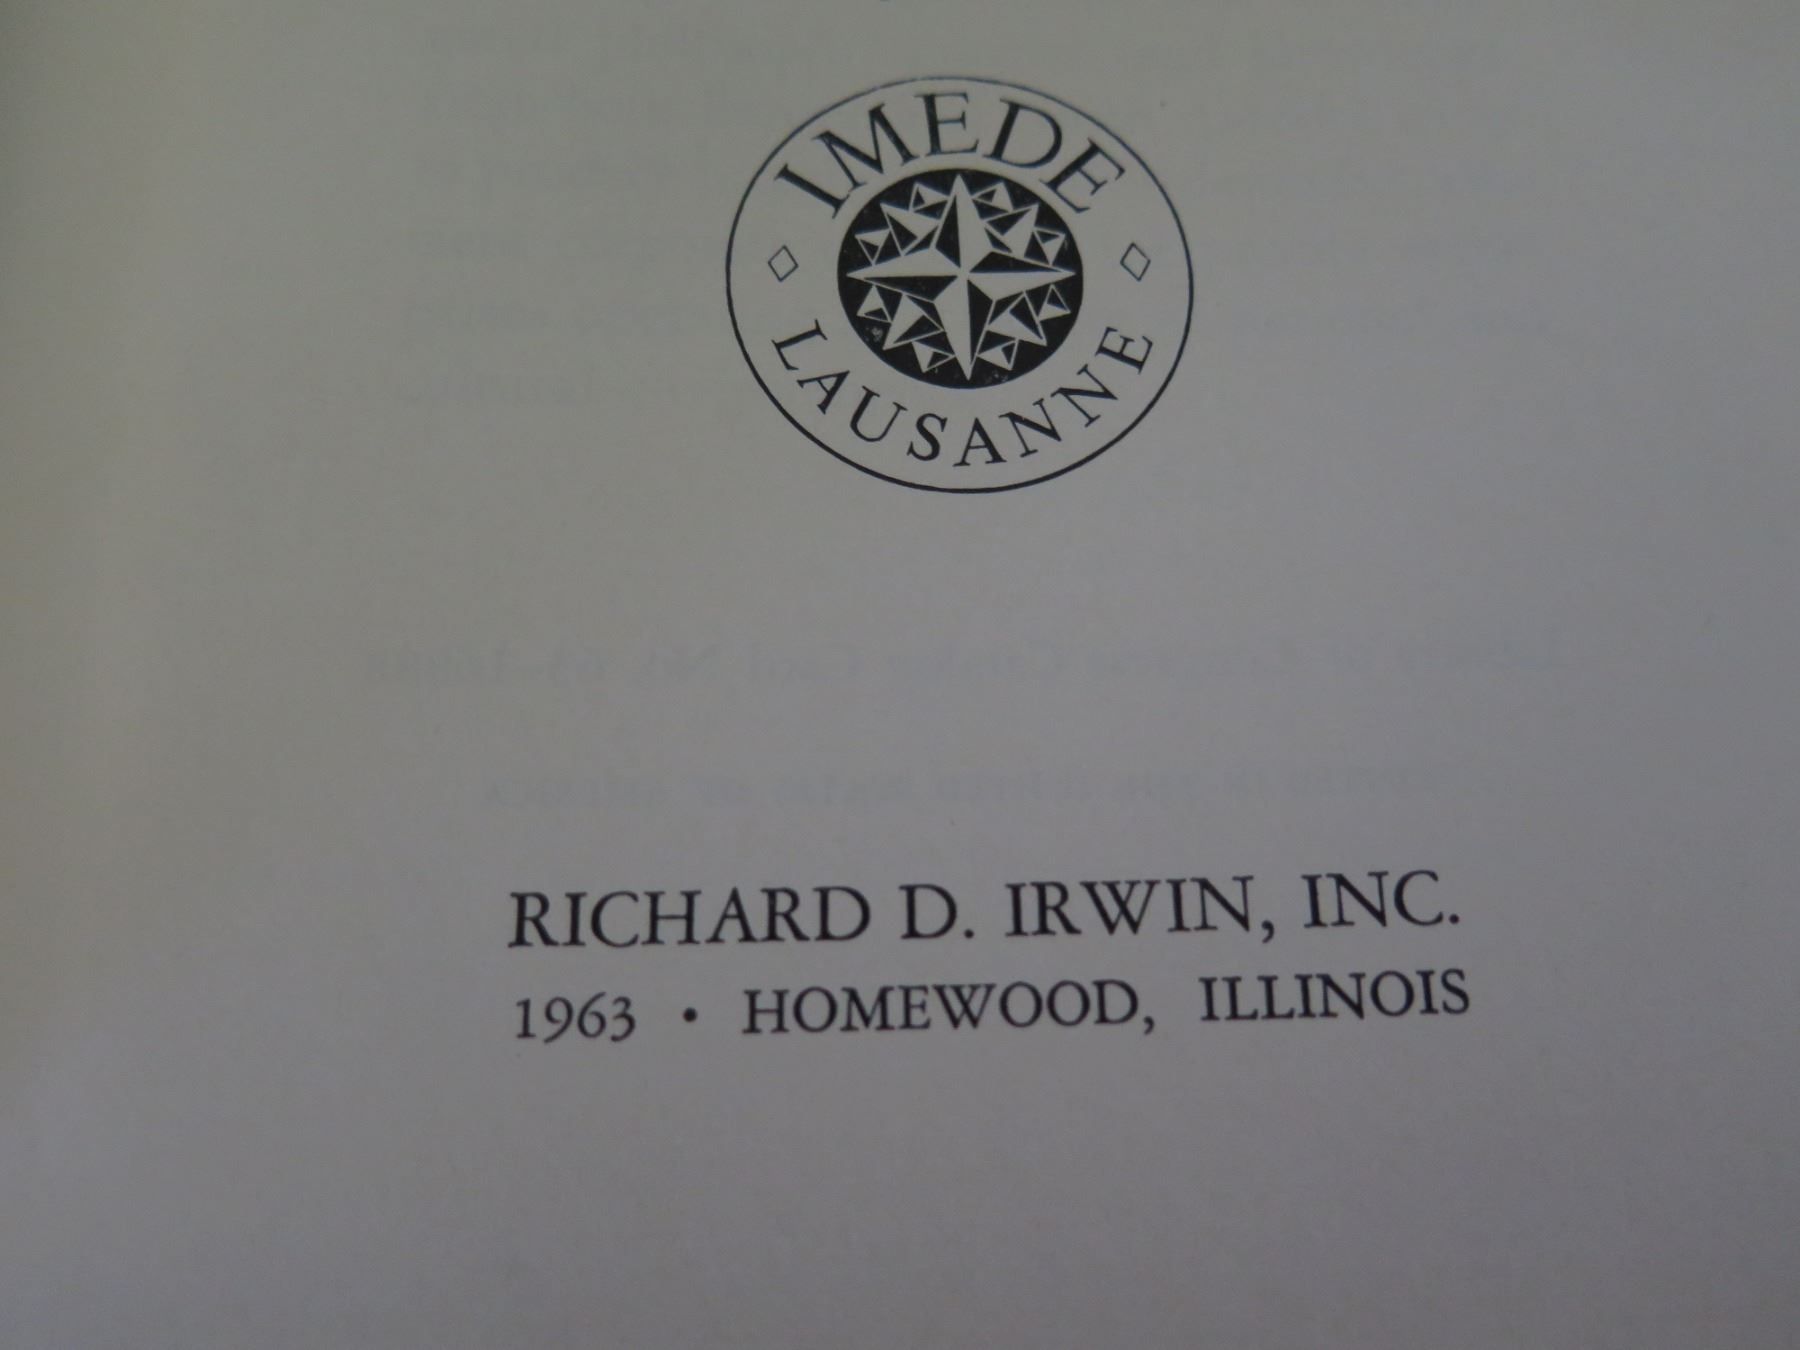 IMEDE
LAUSANNE
RICHARD D. IRWIN, INC.
1963 • HOMEWOOD, ILLINOIS